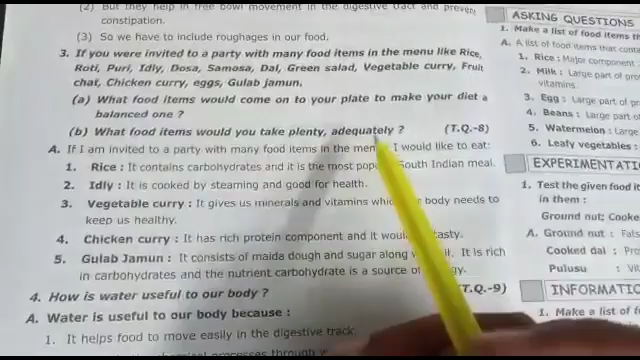 (2) But they help in free bowl movement in the digestive tract and prevent
constipation.
(3) So we have to include roughages in our food.
3. If you were invited to a party with many food items in the menu like Rice,
Roti, Puri, Idly, Dosa, Samosa, Dal, Green salad, Vegetable curry, Fruit
chat, Chicken curry, eggs, Gulab jamun.
(a) What food items would come on to your plate to make your diet a
balanced one ?
(b) What food items would you take plenty, adequately ? (T.Q.-8)
A. If I am invited to a party with many food items in the I would like to eat:
1. Rice : It contains carbohydrates and it is the most South Indian meal.
2. Idly : It is cooked by steaming and good for health.
3. Vegetable curry : It gives us minerals and vitamins body needs to
keep us healthy.
4. Chicken curry : It has rich protein component and it tasty.
5. Gulab Jamun : It consists of maida dough and sugar along It is rich
in carbohydrates and the nutrient carbohydrate is a source of
4. How is water useful to our body ? (T.Q.-9)
A. Water is useful to our body because :
1. It helps food to move easily in the digestive track.
processes through
ASKING QUESTIONS
1. Make a list of food items
A. A list of food items that
1. Rice : Major component
2. Milk : Large part of
vitamins.
3. Egg : Large part of
4. Beans : Large part
5. Watermelon : Large
6. Leafy vegetables :
EXPERIMENTATI
1. Test the given food
in them :
Ground nut; Cooke
A. Ground nut : Fats
Cooked dal :
Pulusu :
INFORMATIO
1. Make a list of